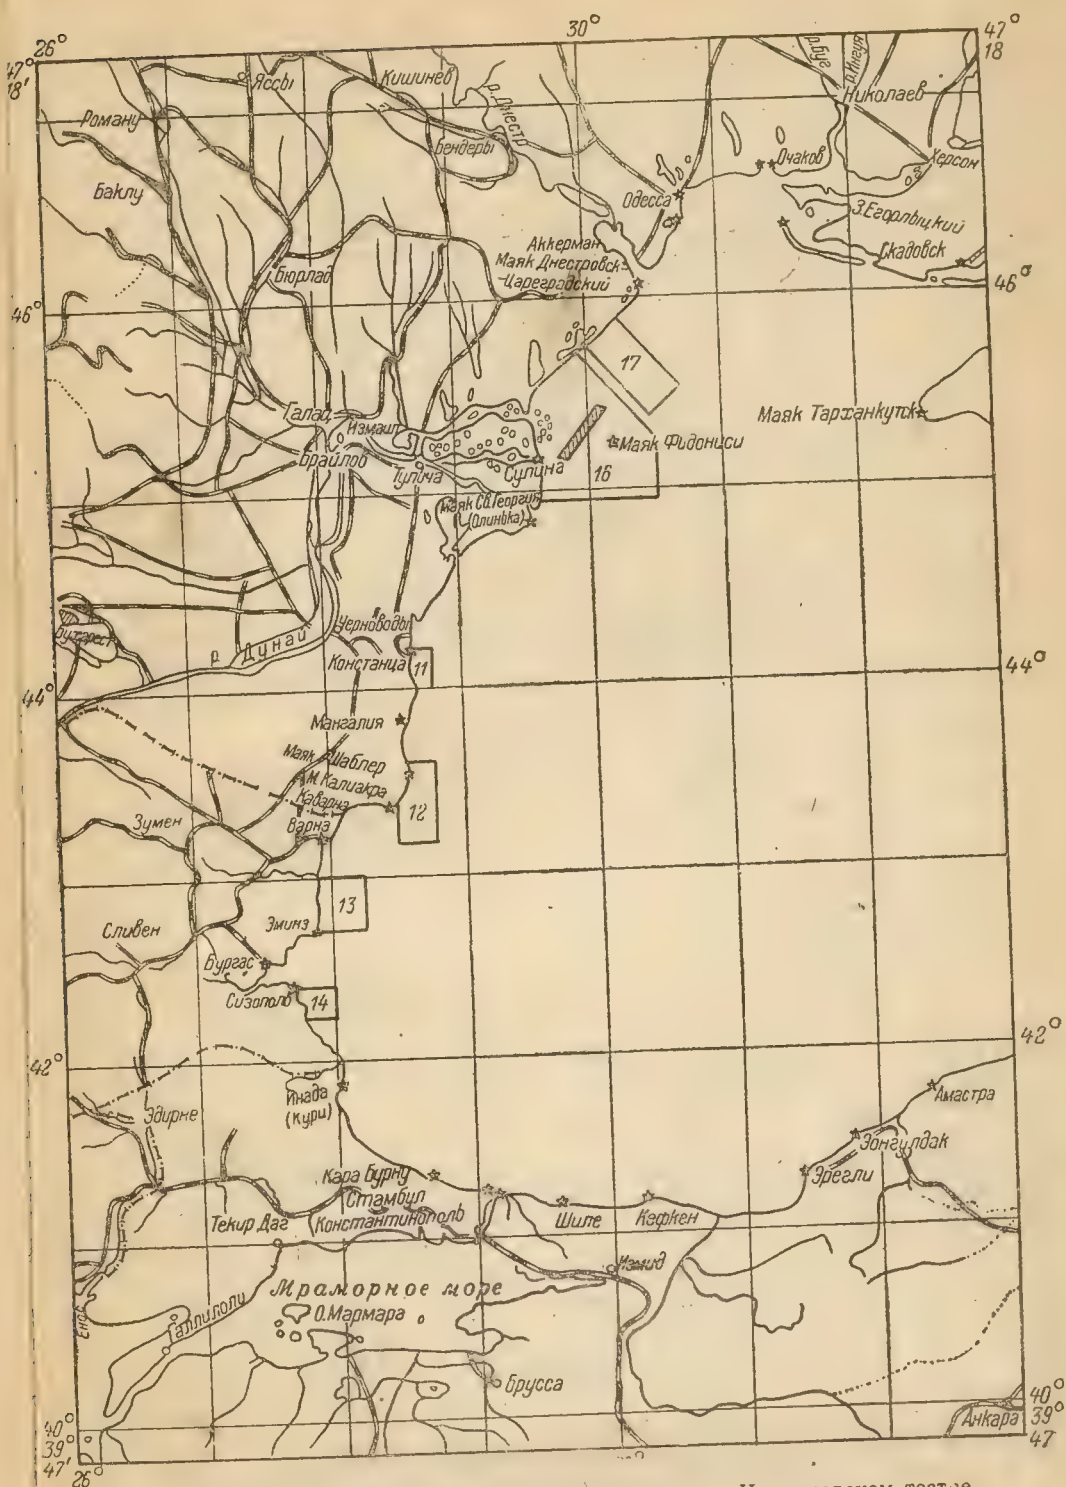 26°
30°
47°
18
47°
18'
Яссы
Кишинев
р.Буг
р.Ингул
Николаев
Роману
р.Днестр
Бендеры
Очаков
Херсон
Баклу
Одесса
З.Егорлыцкий
Скадовск
Аккерман
Маяк Днестровск-
-Цареградский
Бюрлад
46°
46°
17
Маяк Тарханкутск
Галац
Измаил
Маяк Фидониси
Браилов
Тульча
Сулина
16
Маяк Св.Георгия
(Олинька)
Черноводы
Бухарест
р. Дунай
Констанца
11
44°
44°
Мангалия
Маяк Шаблер
М.Калиакра
Каварна
12
Зумен
Варна
13
Эминэ
Сливен
Бургас
Сизополь
14
42°
42°
Инада
(Кури)
Амастра
Эдирне
Зонгулдак
Кара Бурну
Эрегли
Стамбул
Текир Даг
(Константинополь
Шиле
Кэфкен
Измид
Мраморное море
О.Мармара
Галлиполи
Енос
Брусса
Анкара
40°
39°
47'
40°
39°
47
26°